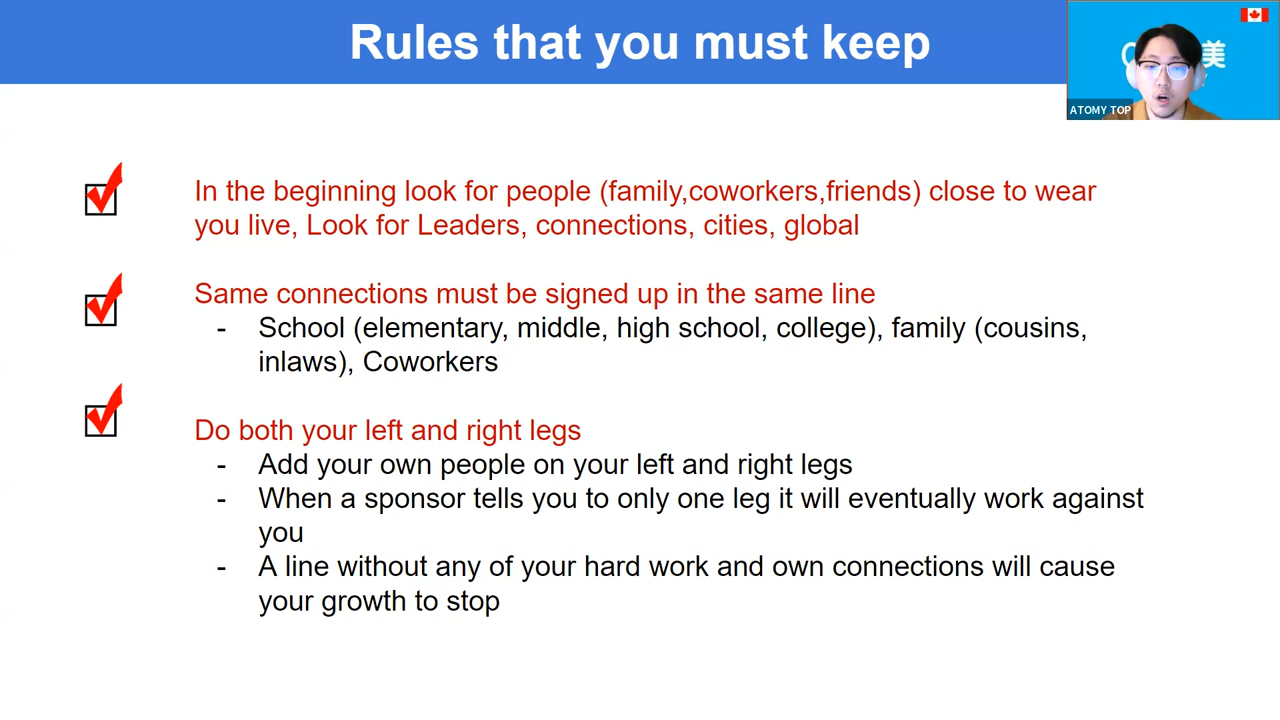 Rules that you must keep
美
ATOMY TOP
In the beginning look for people (family,coworkers,friends) close to wear
you live, Look for Leaders, connections, cities, global
Same connections must be signed up in the same line
- School (elementary, middle, high school, college), family (cousins,
inlaws), Coworkers
Do both your left and right legs
- Add your own people on your left and right legs
- When a sponsor tells you to only one leg it will eventually work against
you
- A line without any of your hard work and own connections will cause
your growth to stop